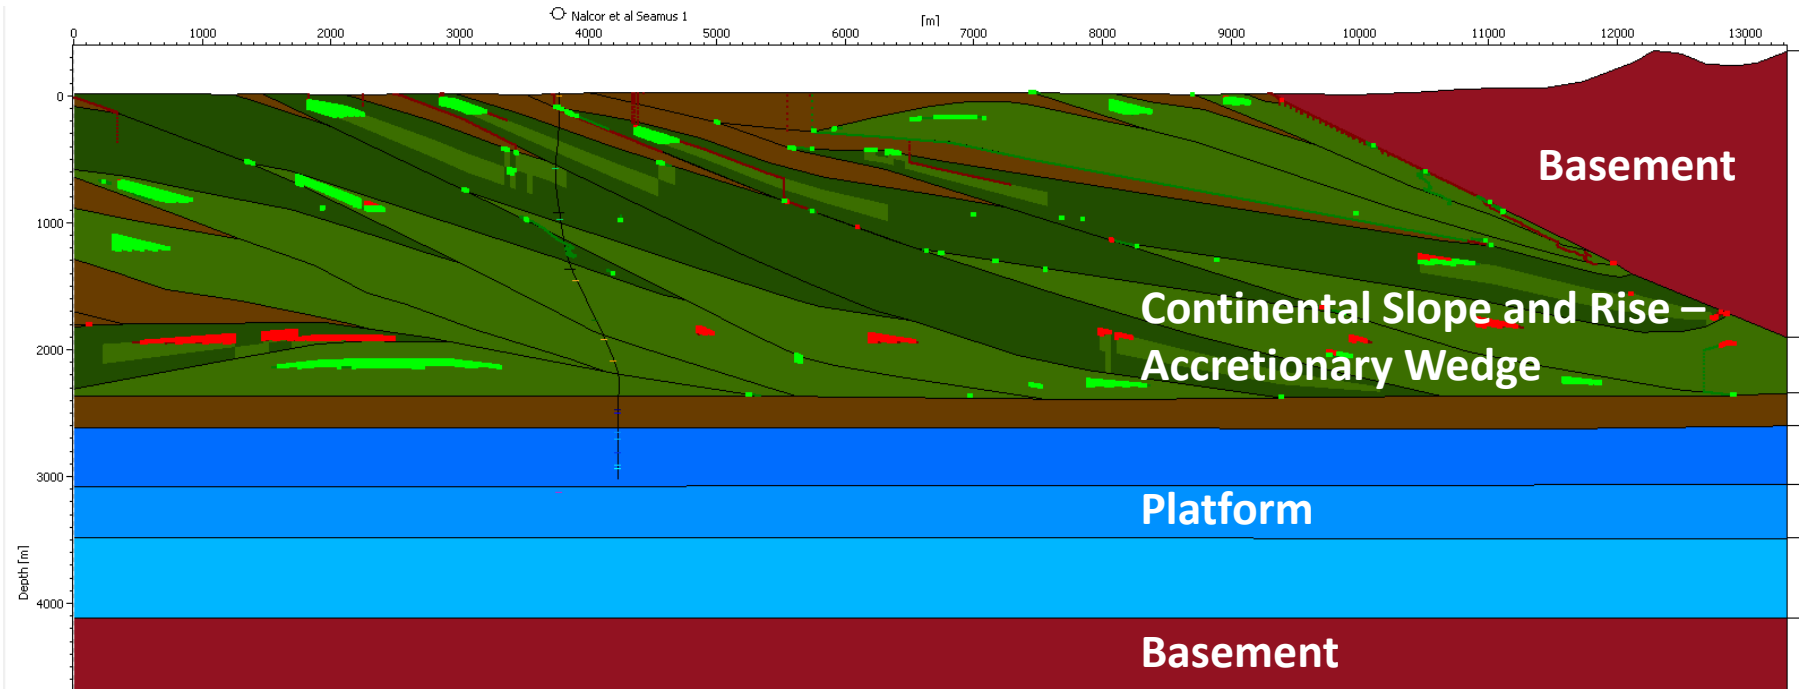 Nalcor et al Seamus 1
[m]
0 1000 2000 3000 4000 5000 6000 7000 8000 9000 10000 11000 12000 13000
0
Basement
1000
Continental Slope and Rise –
Accretionary Wedge
2000
3000
Platform
Depth [m]
4000
Basement